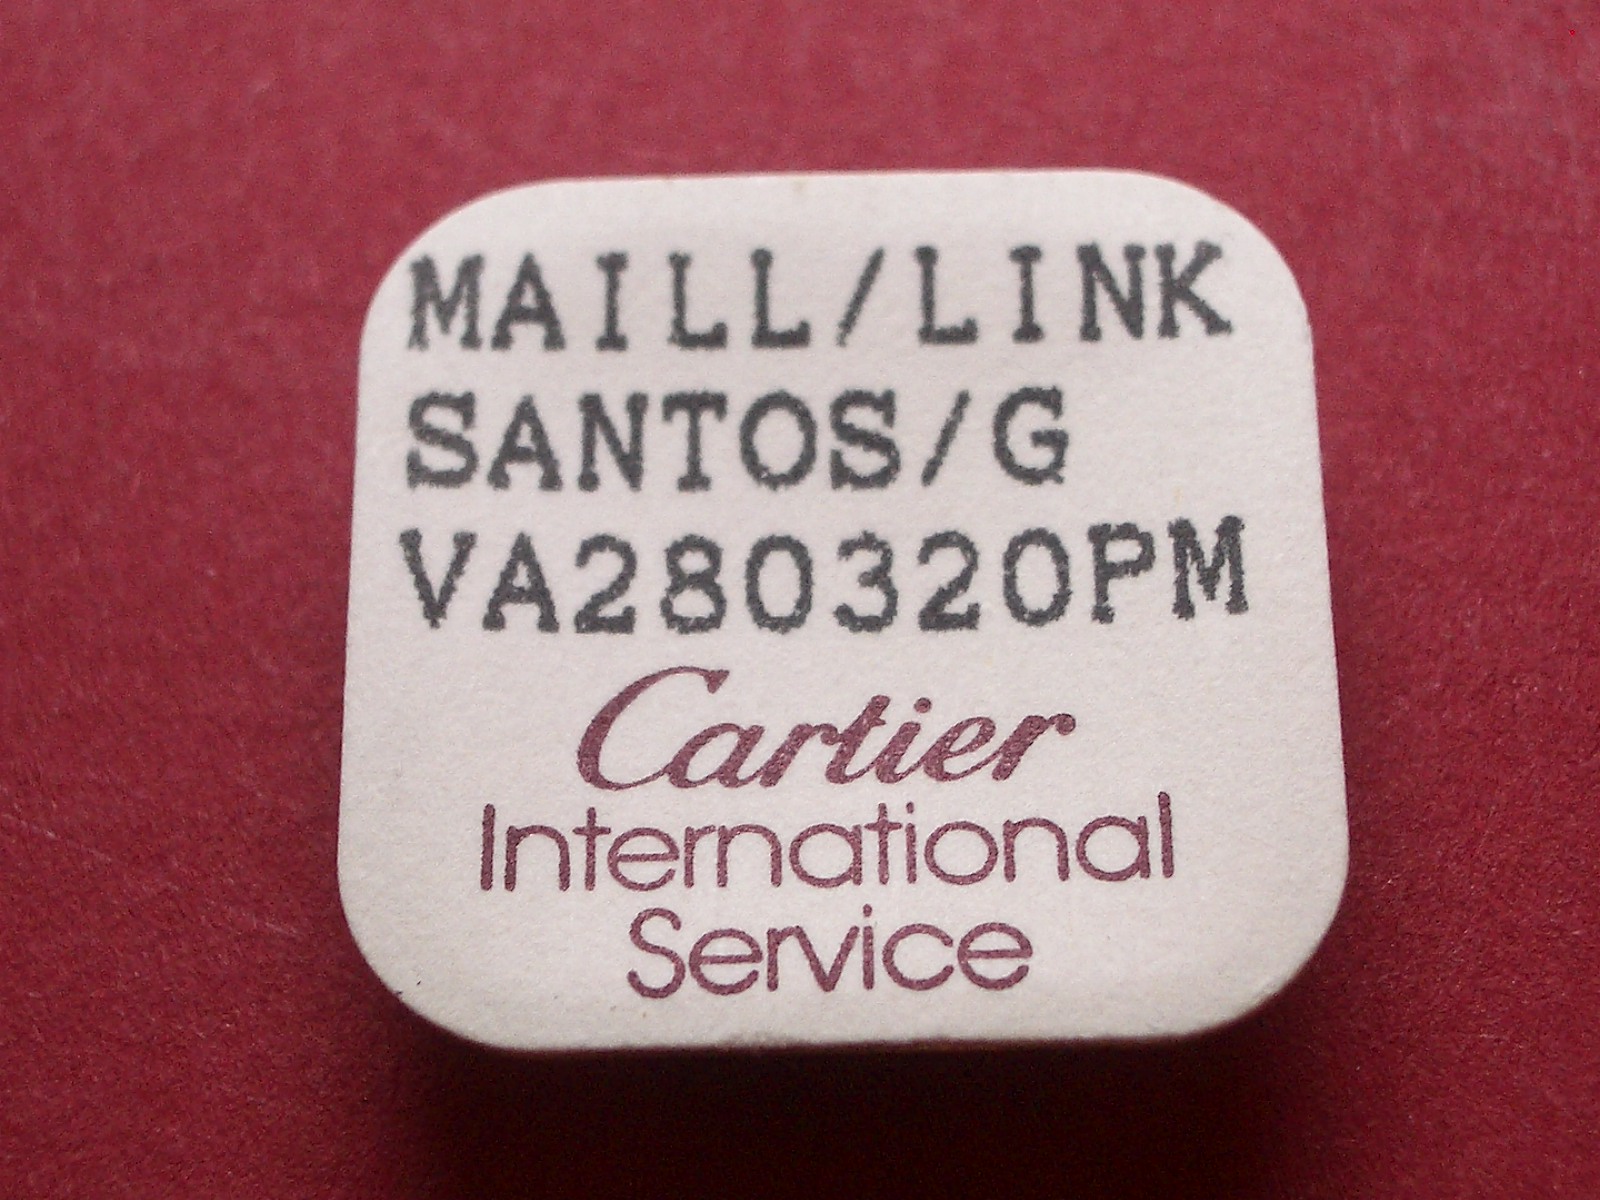 MAILL/LINK
SANTOS/G
VA280320PM
Cartier
International
Service